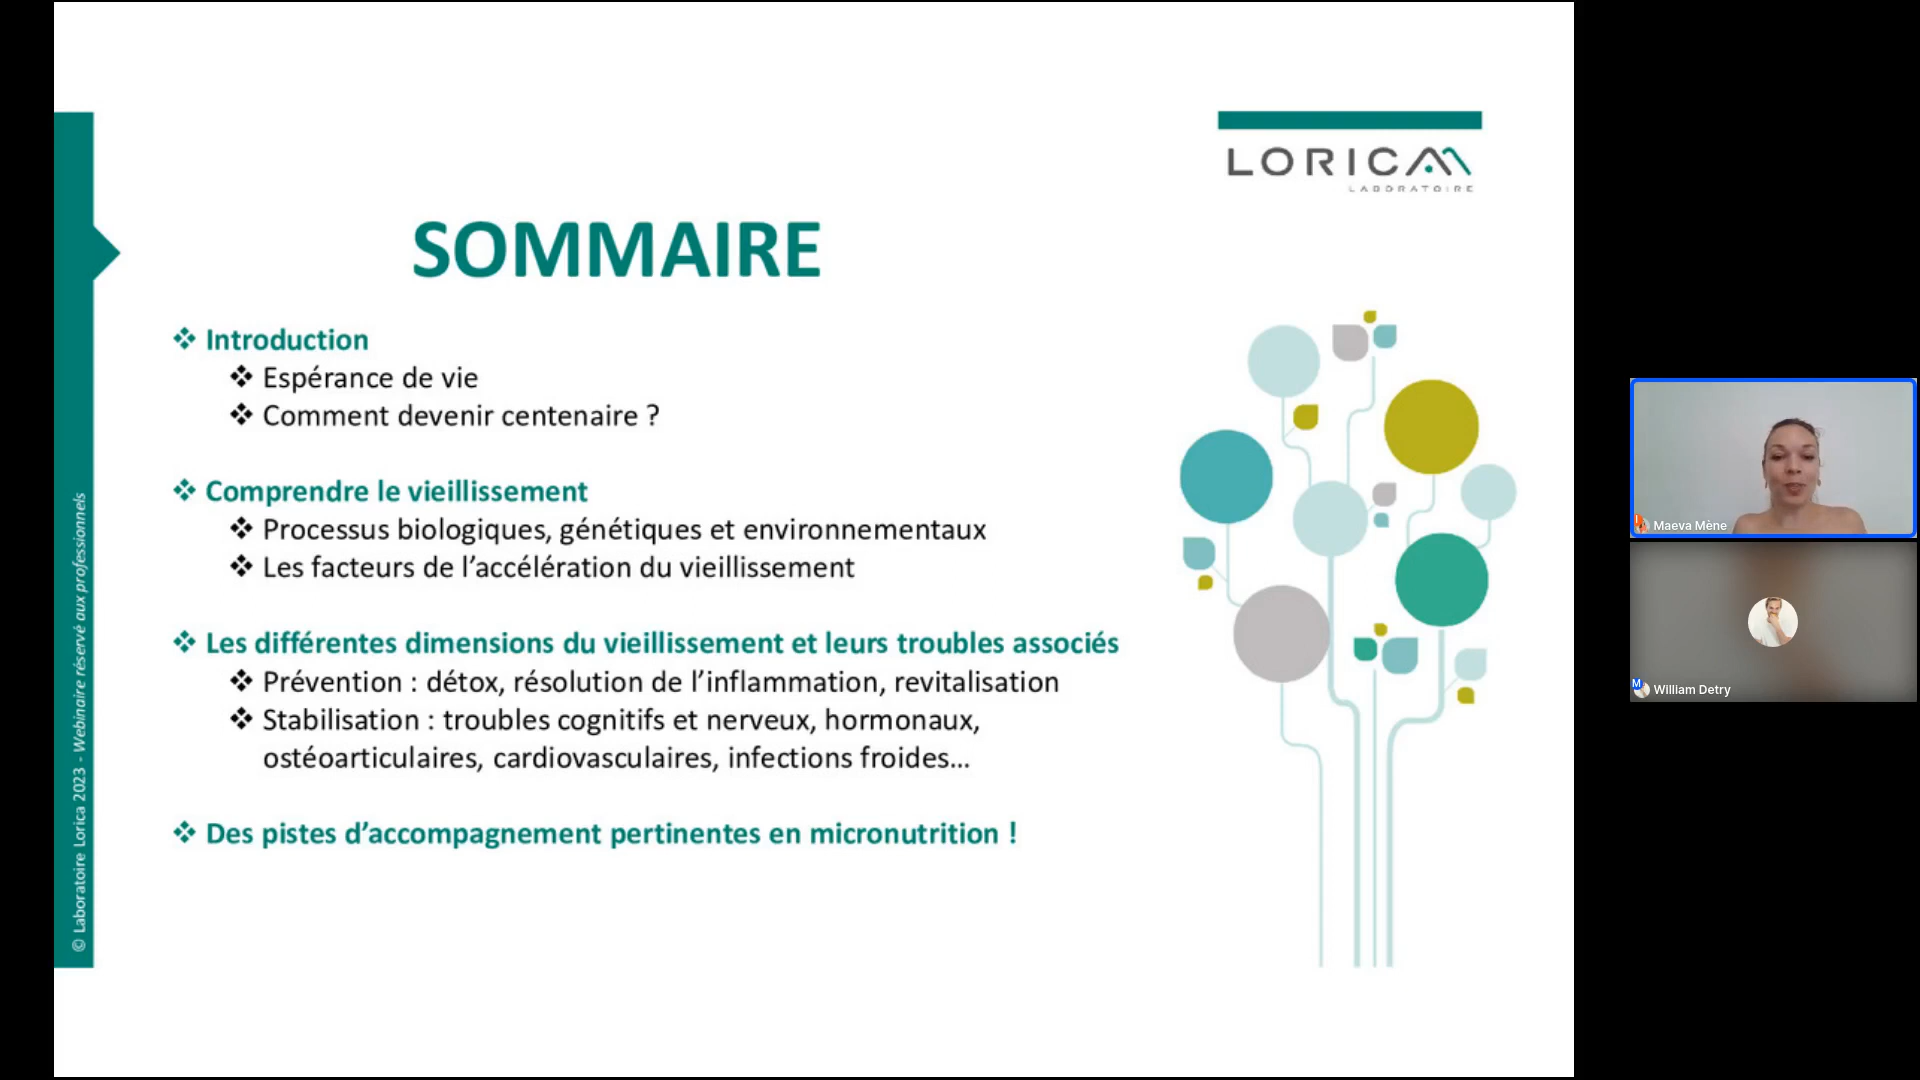 LORICA
LABORATOIRE
SOMMAIRE
❖ Introduction
❖ Espérance de vie
❖ Comment devenir centenaire ?
❖ Comprendre le vieillissement
❖ Processus biologiques, génétiques et environnementaux
❖ Les facteurs de l’accélération du vieillissement
❖ Les différentes dimensions du vieillissement et leurs troubles associés
❖ Prévention : détox, résolution de l’inflammation, revitalisation
❖ Stabilisation : troubles cognitifs et nerveux, hormonaux,
ostéoarticulaires, cardiovasculaires, infections froides…
❖ Des pistes d’accompagnement pertinentes en micronutrition !
© Laboratoire Lorica 2023 - Webinaire réservé aux professionnels
Maeva Mène
M
William Detry